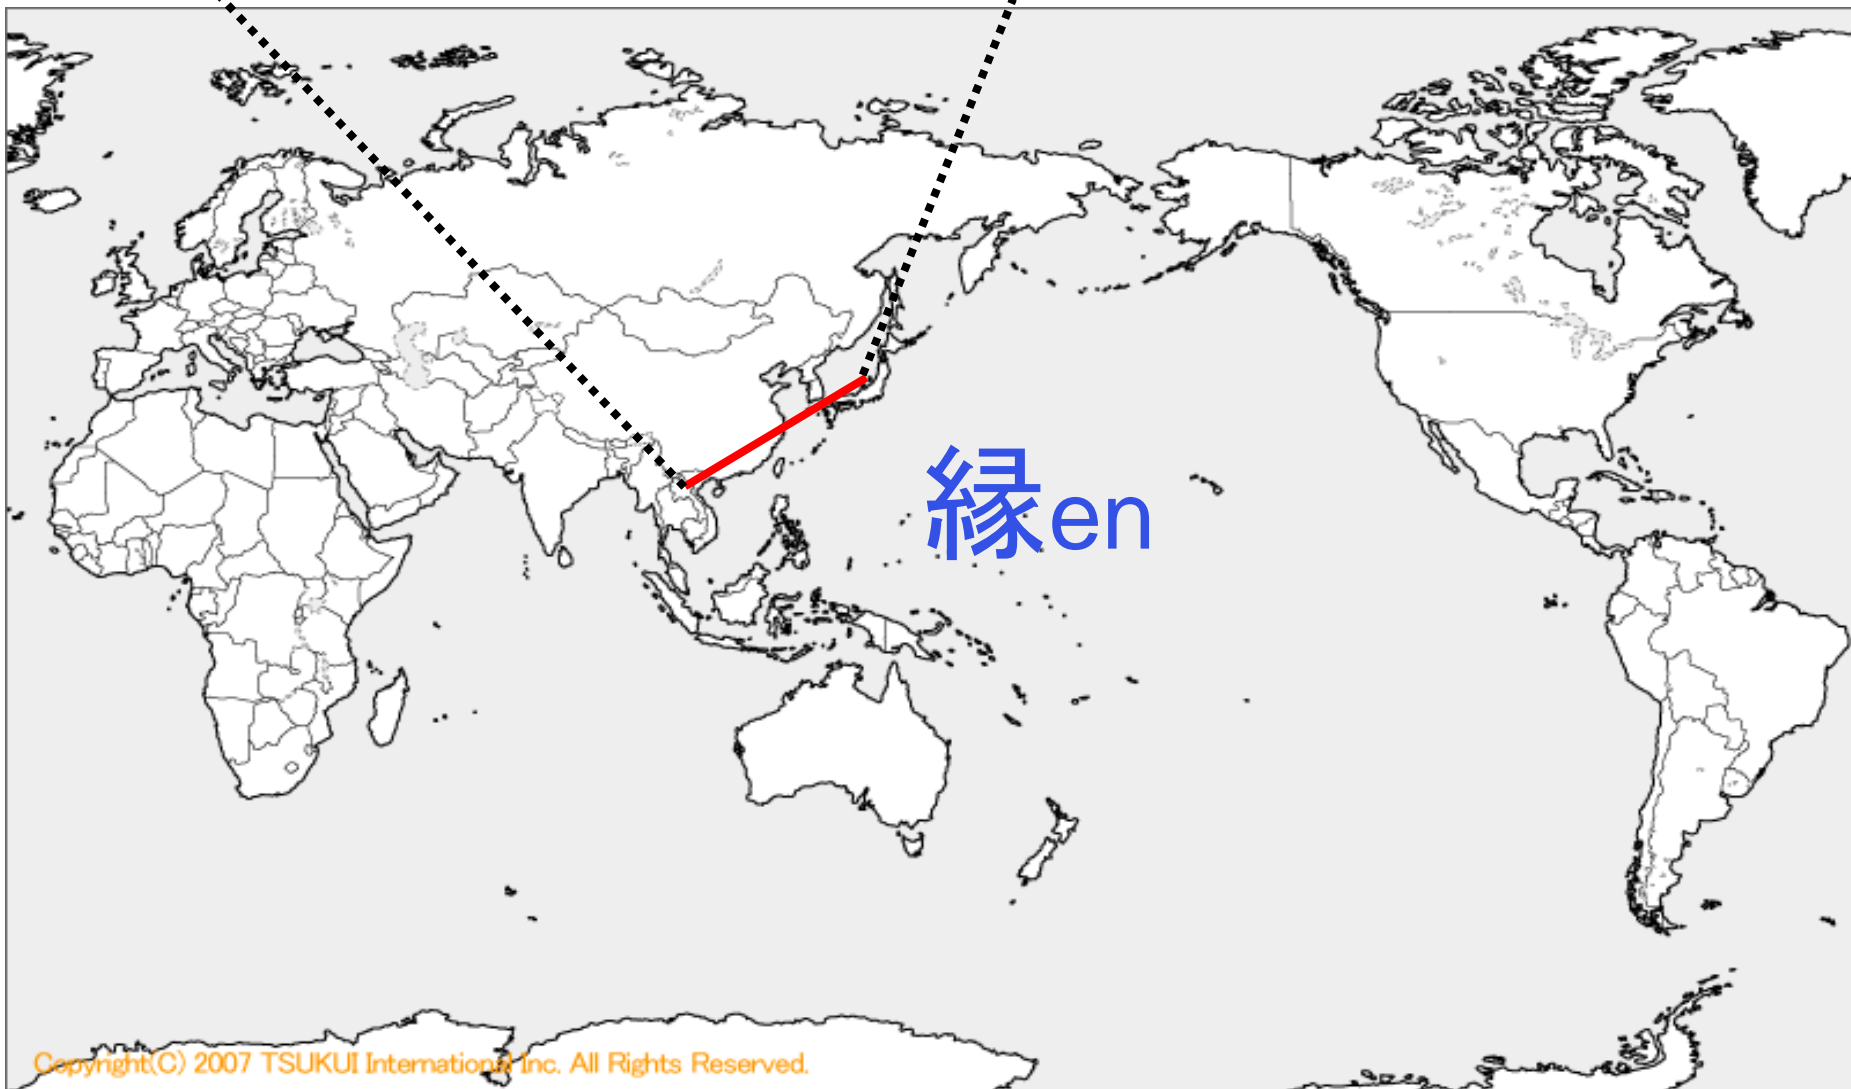 縁en
Copyright(C) 2007 TSUKUI International Inc. All Rights Reserved.